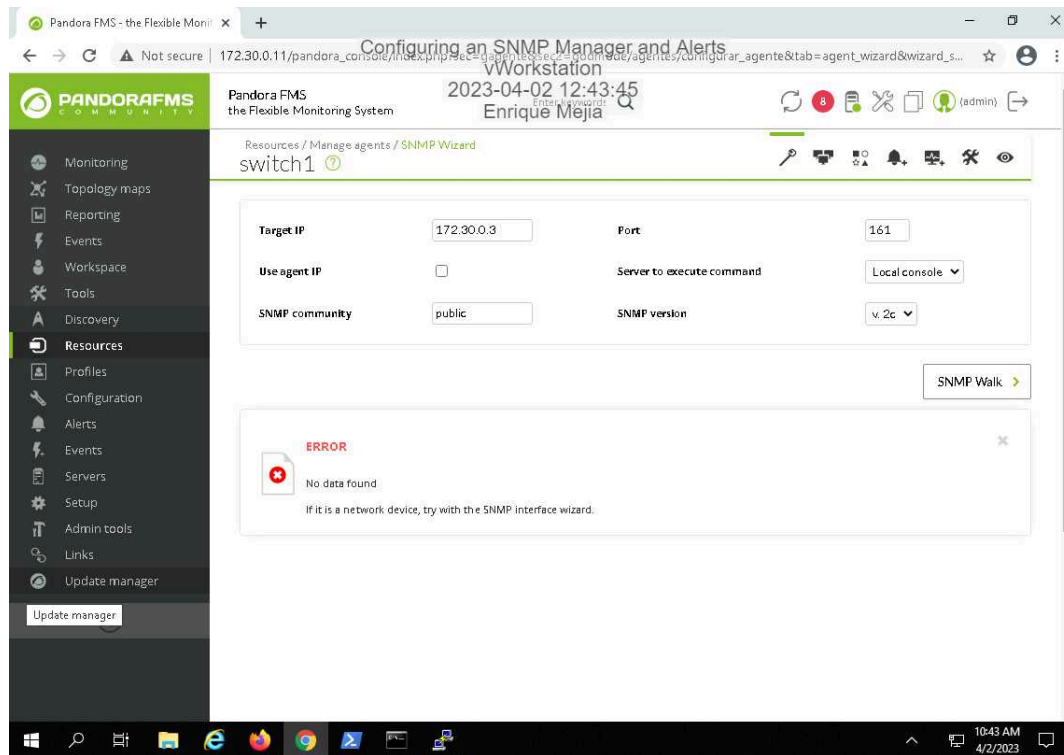 Pandora FMS - the Flexible Monit
Not secure | 172.30.0.11/pandora_console/index.php?sec=gagente&sec2=godmode/agentes/configurar_agente&tab=agent_wizard&wizard_s...
Configuring an SNMP Manager and Alerts
vWorkstation
2023-04-02 12:43:45
Enrique Mejia
PANDORAFMS
COMMUNITY
Pandora FMS
the Flexible Monitoring System
Enter keywords
8
(admin)
Monitoring
Topology maps
Reporting
Events
Workspace
Tools
Discovery
Resources
Profiles
Configuration
Alerts
Events
Servers
Setup
Admin tools
Links
Update manager
Update manager
Resources / Manage agents / SNMP Wizard
switch1
Target IP 172.30.0.3 Port 161
Use agent IP Server to execute command Local console
SNMP community public SNMP version v. 2c
SNMP Walk
ERROR
No data found
If it is a network device, try with the SNMP interface wizard.
10:43 AM
4/2/2023